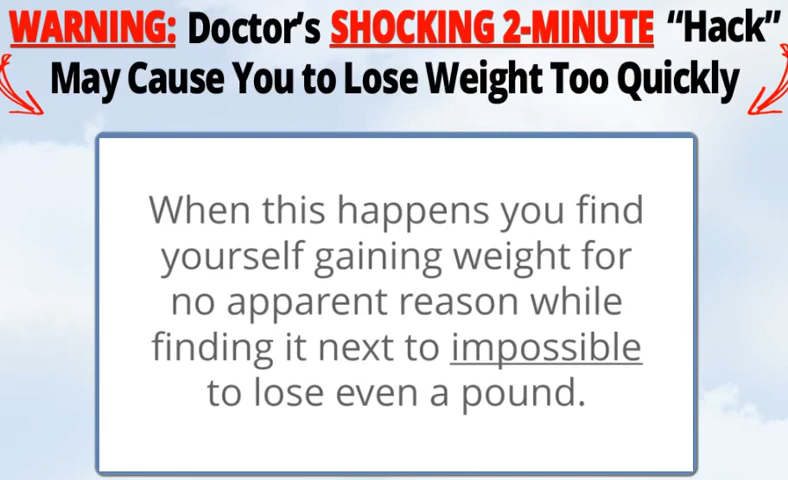 WARNING: Doctor's SHOCKING 2-MINUTE “Hack”
May Cause You to Lose Weight Too Quickly
When this happens you find
yourself gaining weight for
no apparent reason while
finding it next to impossible
to lose even a pound.